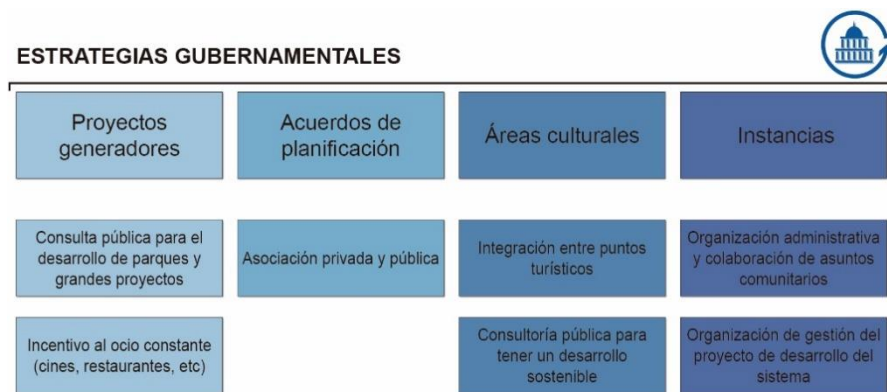 ESTRATEGIAS GUBERNAMENTALES
Proyectos
generadores
Acuerdos de
planificación
Áreas culturales
Instancias
Consulta pública para el
desarrollo de parques y
grandes proyectos
Asociación privada y pública
Integración entre puntos
turísticos
Organización administrativa
y colaboración de asuntos
comunitarios
Incentivo al ocio constante
(cines, restaurantes, etc)
Consultoría pública para
tener un desarrollo
sostenible
Organización de gestión del
proyecto de desarrollo del
sistema